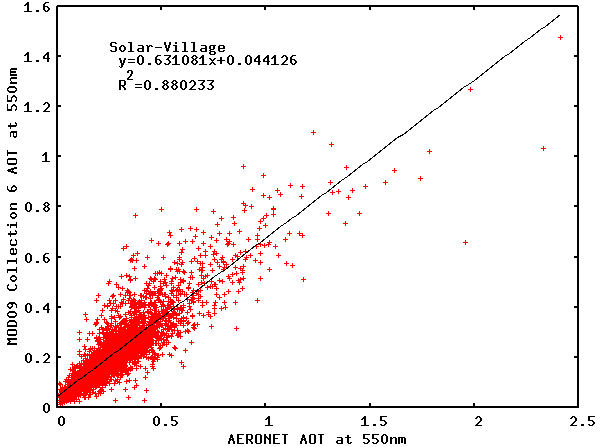 1.6
Solar-Village
y=0.631081x+0.044126
R2=0.880233
1.4
1.2
1
0.8
0.6
0.4
0.2
0
MOD09 Collection 6 AOT at 550nm
0 0.5 1 1.5 2 2.5
AERONET AOT at 550nm